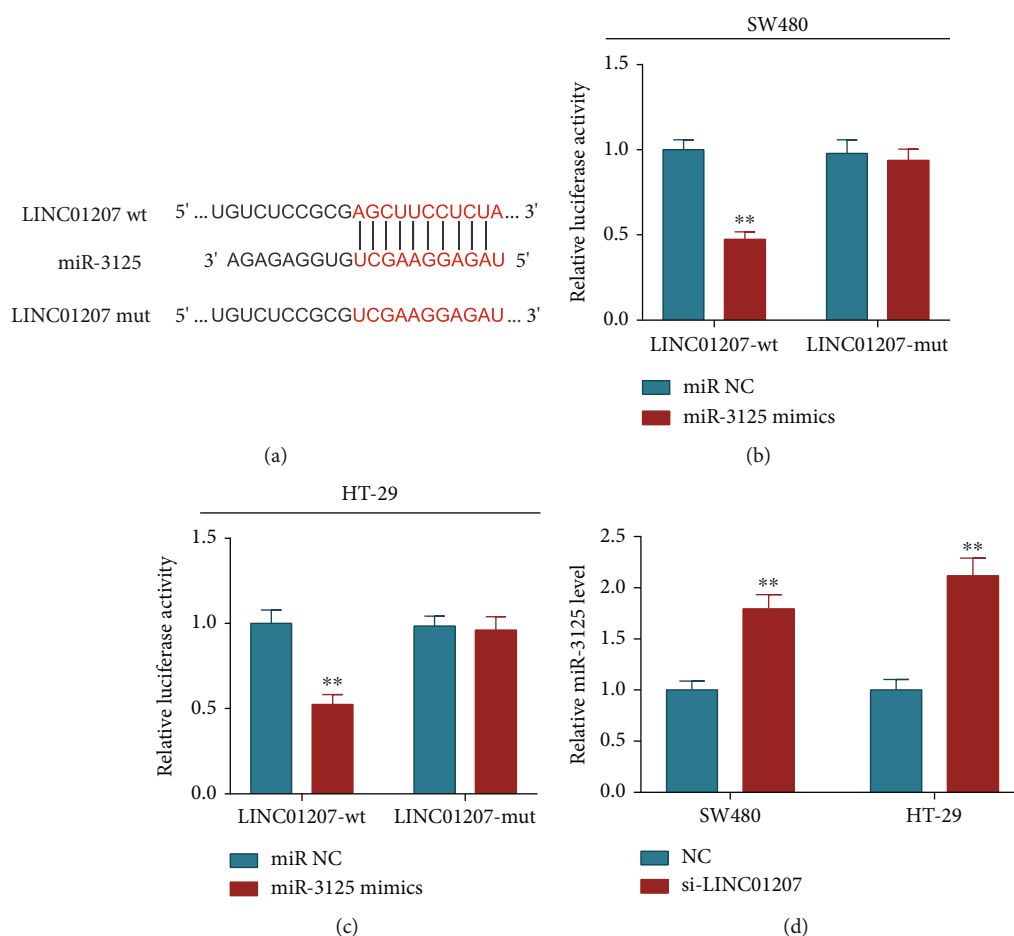 LINC01207 wt 5' ...UGUCUCCGCGAGCUUCCUCUA... 3'
miR-3125 3' AGAGAGGUGUCGAAGGAGAU 5'
LINC01207 mut 5' ...UGUCUCCGCGUCGAAGGAGAU... 3'
(a)
SW480
Relative luciferase activity
1.5
1.0
0.5
0.0
**
LINC01207-wt LINC01207-mut
miR NC
miR-3125 mimics
(b)
HT-29
Relative luciferase activity
1.5
1.0
0.5
0.0
**
LINC01207-wt LINC01207-mut
miR NC
miR-3125 mimics
(c)
Relative miR-3125 level
2.5
2.0
1.5
1.0
0.5
0.0
** **
SW480 HT-29
NC
si-LINC01207
(d)